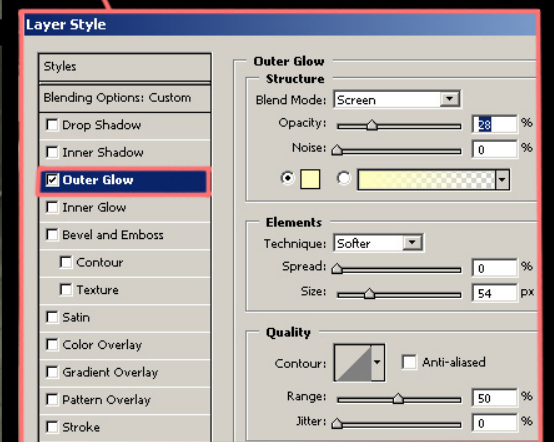 Layer Style
Styles
Blending Options: Custom
Drop Shadow
Inner Shadow
Outer Glow
Inner Glow
Bevel and Emboss
Contour
Texture
Satin
Color Overlay
Gradient Overlay
Pattern Overlay
Stroke
Outer Glow
Structure
Blend Mode: Screen
Opacity: 28 %
Noise: 0 %
Elements
Technique: Softer
Spread: 0 %
Size: 54 px
Quality
Contour: Anti-aliased
Range: 50 %
Jitter: 0 %